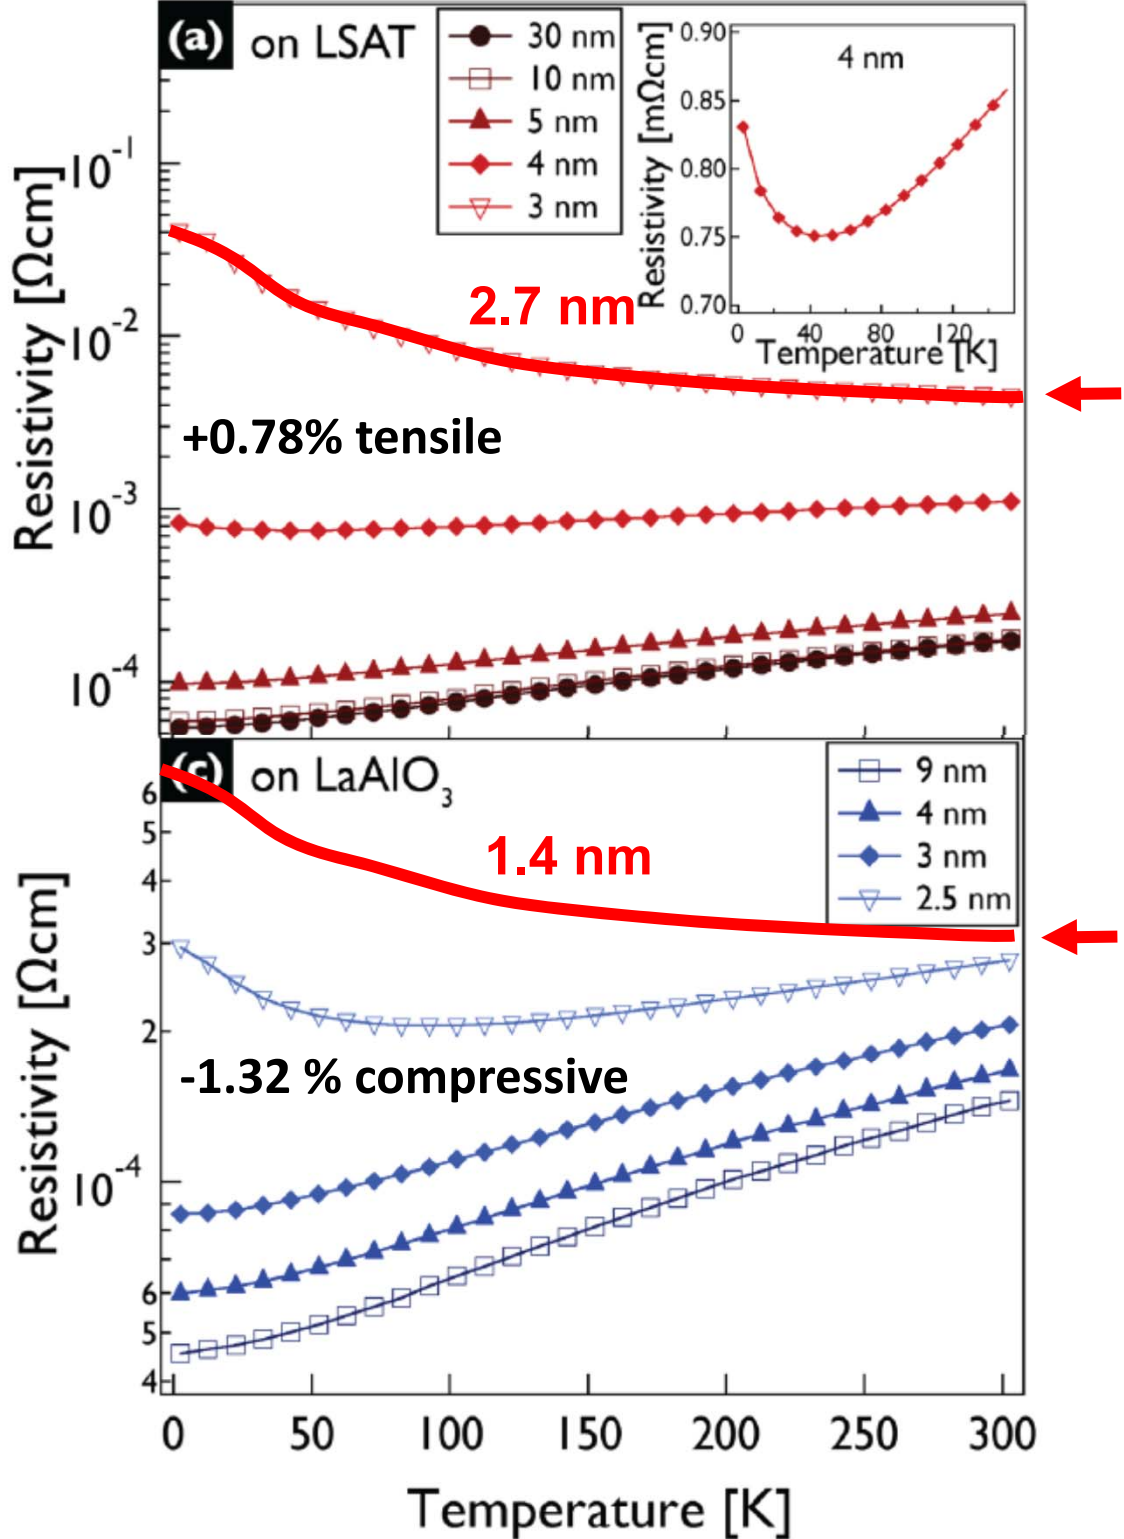 (a) on LSAT
30 nm
10 nm
5 nm
4 nm
3 nm
Resistivity [mΩcm]
0.90
0.85
0.80
0.75
0.70
4 nm
0 40 80 120
Temperature [K]
Resistivity [Ωcm]
10-1
10-2
10-3
10-4
2.7 nm
+0.78% tensile
(c) on LaAlO3
9 nm
4 nm
3 nm
2.5 nm
Resistivity [Ωcm]
6
5
4
3
2
10-4
6
5
4
1.4 nm
-1.32 % compressive
0 50 100 150 200 250 300
Temperature [K]